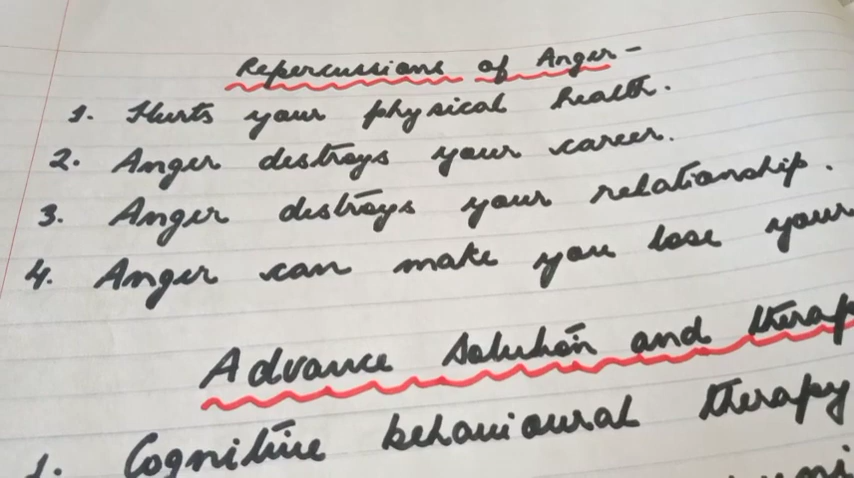 Repercussions of Anger -
1. Hurts your physical health.
2. Anger destroys your career.
3. Anger destroys your relationship.
4. Anger can make you lose your
Advance solution and therap
1. Cognitive behavioural therapy